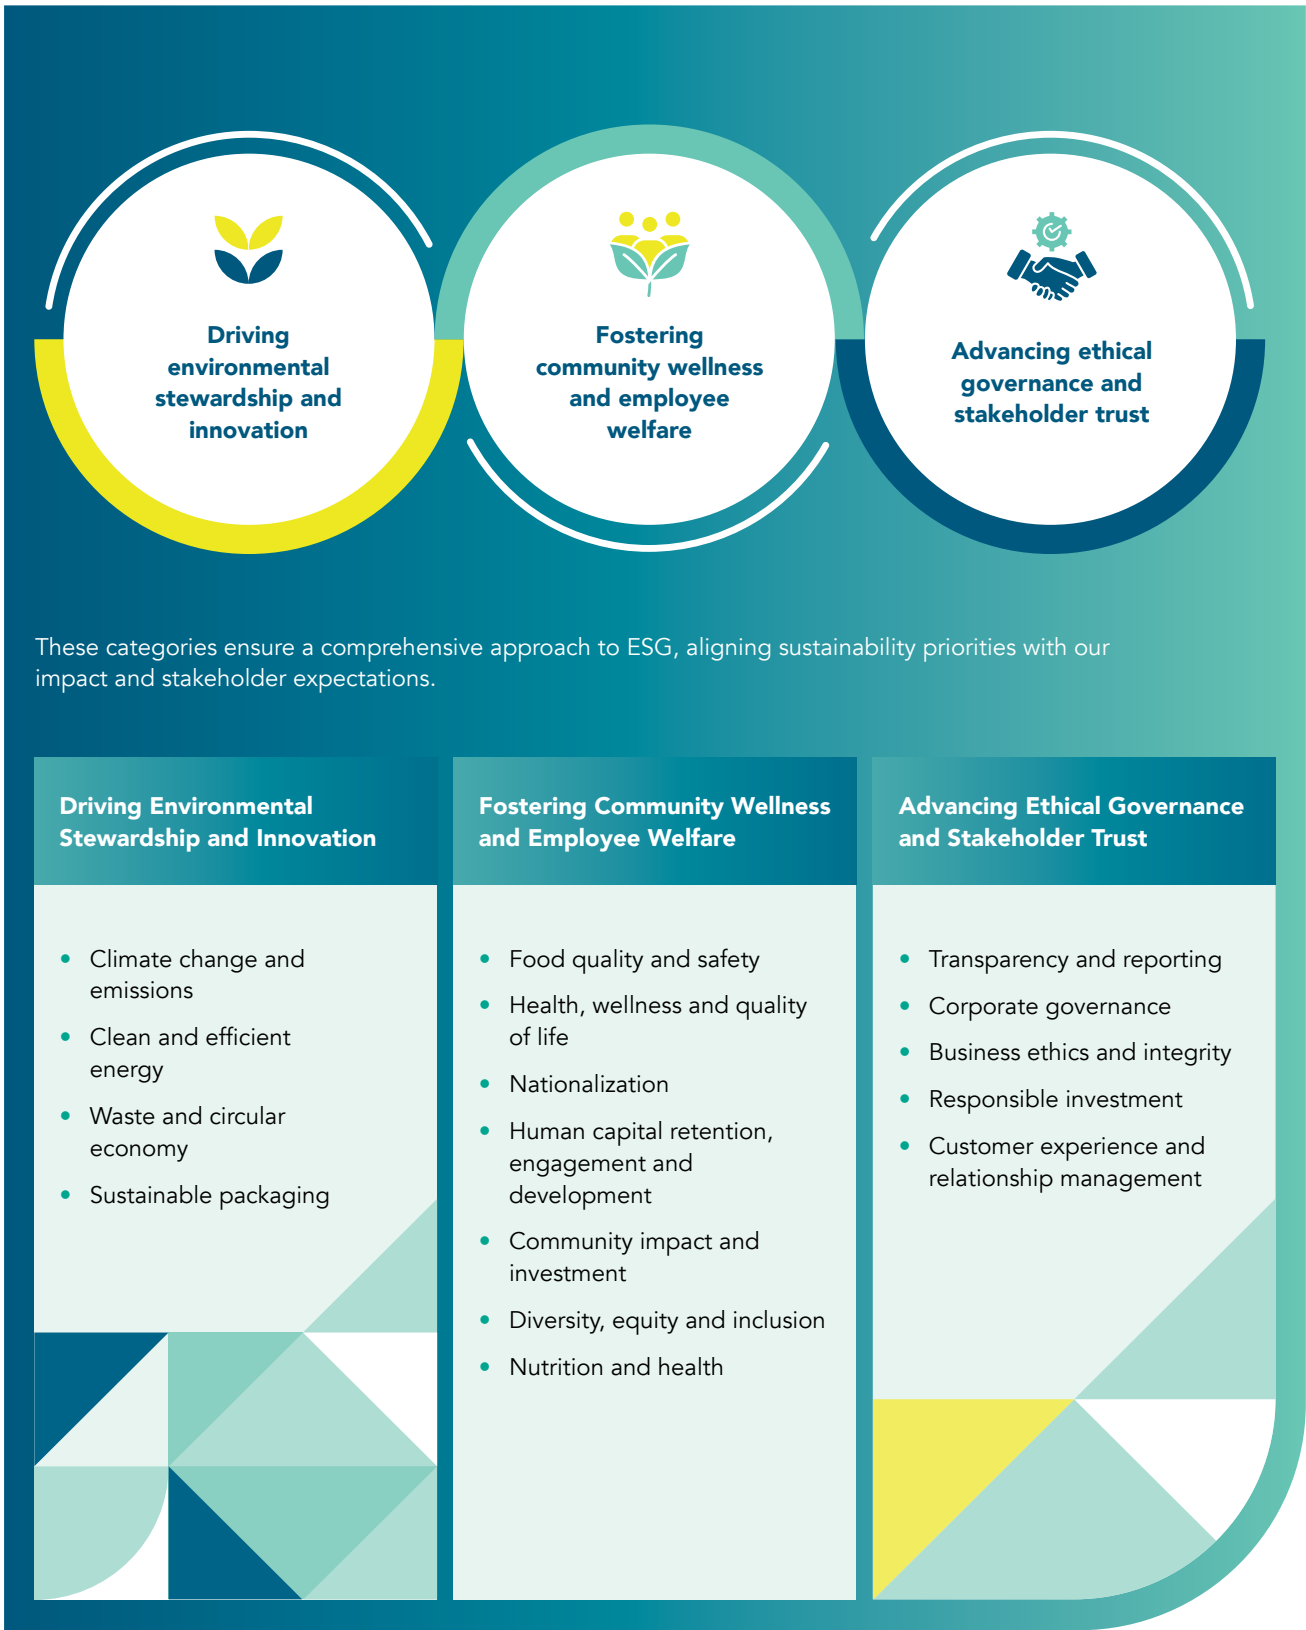 Driving
environmental
stewardship and
innovation
Fostering
community wellness
and employee
welfare
Advancing ethical
governance and
stakeholder trust
These categories ensure a comprehensive approach to ESG, aligning sustainability priorities with our
impact and stakeholder expectations.
Driving Environmental
Stewardship and Innovation
• Climate change and
emissions
• Clean and efficient
energy
• Waste and circular
economy
• Sustainable packaging
Fostering Community Wellness
and Employee Welfare
• Food quality and safety
• Health, wellness and quality
of life
• Nationalization
• Human capital retention,
engagement and
development
• Community impact and
investment
• Diversity, equity and inclusion
• Nutrition and health
Advancing Ethical Governance
and Stakeholder Trust
• Transparency and reporting
• Corporate governance
• Business ethics and integrity
• Responsible investment
• Customer experience and
relationship management